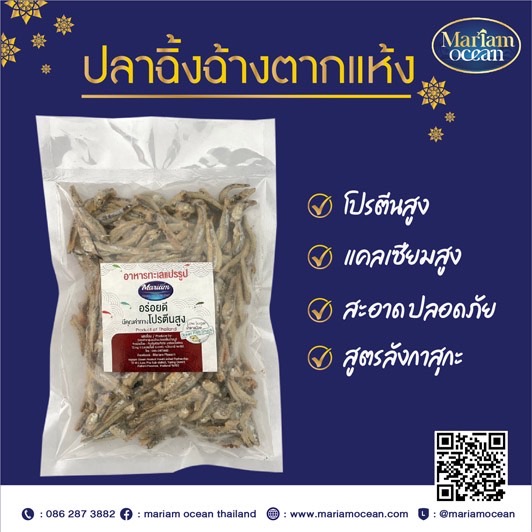 Mariam
ocean
ปลาฉิ้งฉ้างตากแห้ง
โปรตีนสูง
แคลเซียมสูง
สะอาด ปลอดภัย
สูตรลังกาสุกะ
อาหารทะเลแปรรูป
Mariam
อร่อยดี
มีคุณค่าทางโปรตีนสูง
Product of Thailand
: 086 287 3882
: mariam ocean thailand
: www.mariamocean.com
: @mariamocean